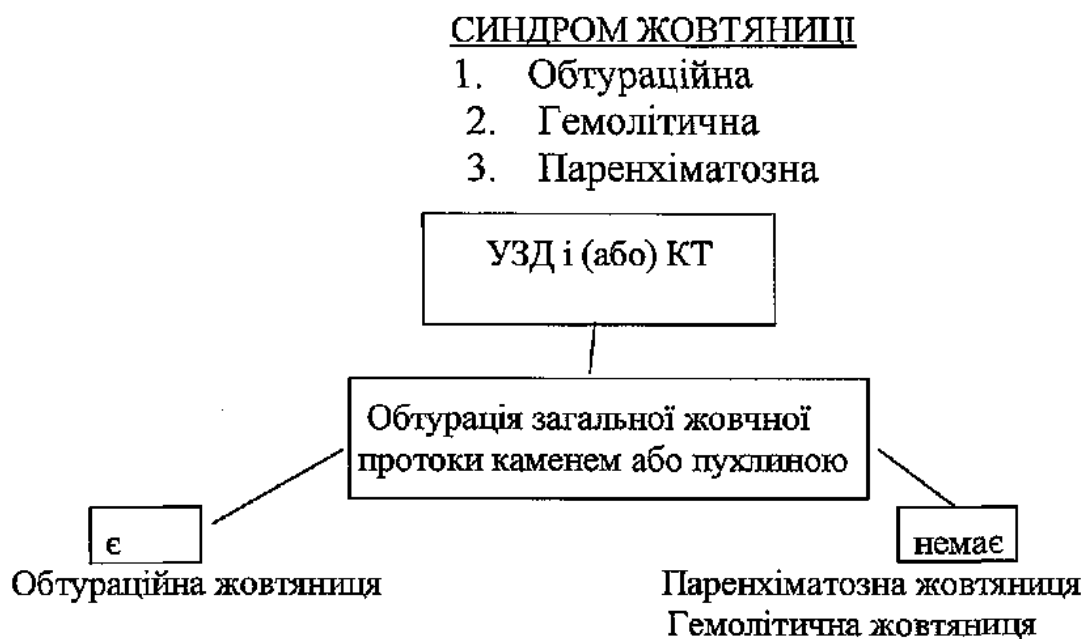 СИНДРОМ ЖОВТЯНИЦІ
1. Обтураційна
2. Гемолітична
3. Паренхіматозна
УЗД і (або) КТ
Обтурація загальної жовчної
протоки каменем або пухлиною
є
Обтураційна жовтяниця
немає
Паренхіматозна жовтяниця
Гемолітична жовтяниця